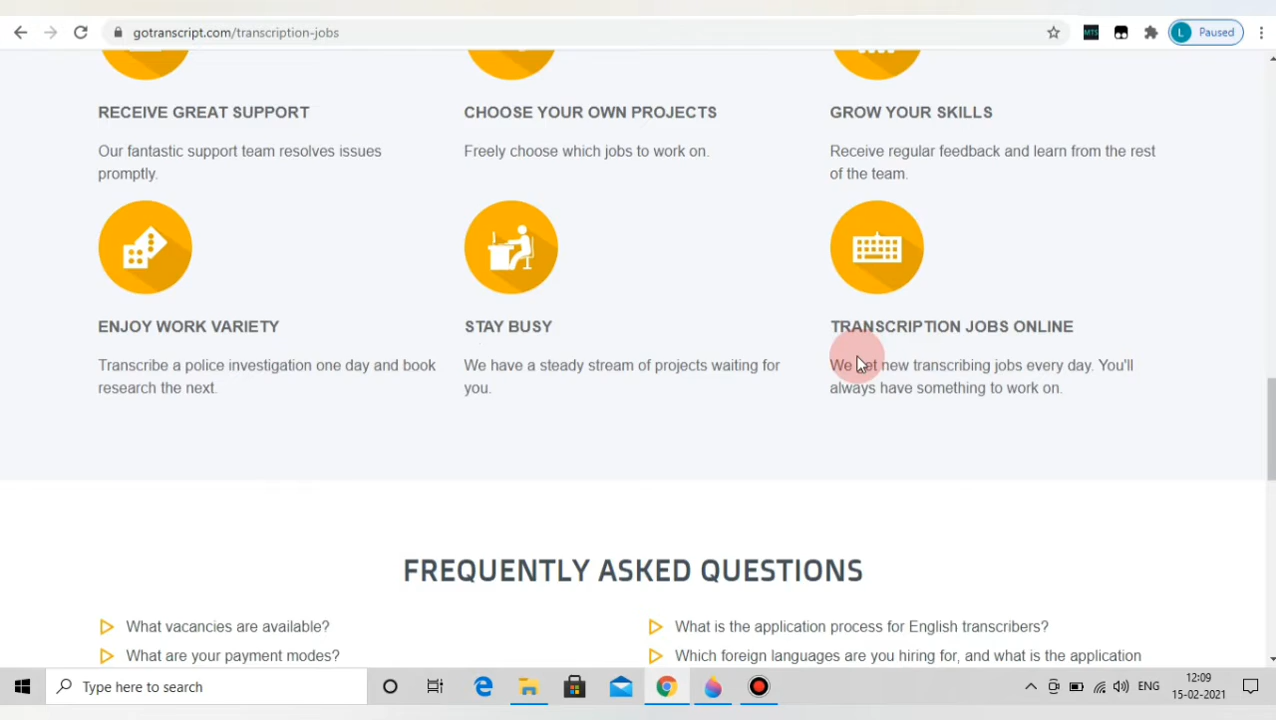 gotranscript.com/transcription-jobs
MTS
L
Paused
RECEIVE GREAT SUPPORT
Our fantastic support team resolves issues
promptly.
CHOOSE YOUR OWN PROJECTS
Freely choose which jobs to work on.
GROW YOUR SKILLS
Receive regular feedback and learn from the rest
of the team.
ENJOY WORK VARIETY
Transcribe a police investigation one day and book
research the next.
STAY BUSY
We have a steady stream of projects waiting for
you.
TRANSCRIPTION JOBS ONLINE
We get new transcribing jobs every day. You'll
always have something to work on.
FREQUENTLY ASKED QUESTIONS
What vacancies are available?
What are your payment modes?
What is the application process for English transcribers?
Which foreign languages are you hiring for, and what is the application
Type here to search
ENG
12:09
15-02-2021